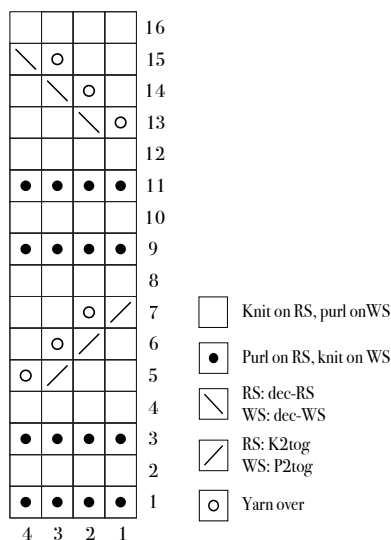 16
15
14
13
12
11
10
9
8
7
6
5
4
3
2
1
4 3 2 1
Knit on RS, purl onWS
Purl on RS, knit on WS
RS: dec-RS
WS: dec-WS
RS: K2tog
WS: P2tog
Yarn over